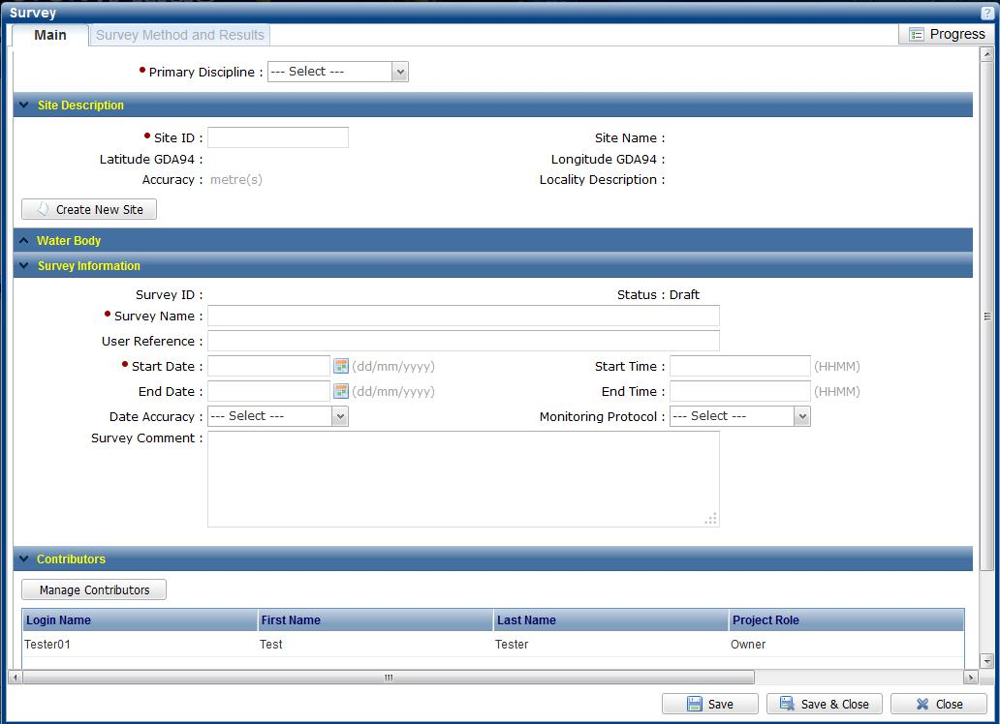 Survey
Main Survey Method and Results Progress
Primary Discipline : --- Select ---
Site Description
Site ID : Site Name :
Latitude GDA94 : Longitude GDA94 :
Accuracy : metre(s) Locality Description :
Create New Site
Water Body
Survey Information
Survey ID : Status : Draft
Survey Name :
User Reference :
Start Date : (dd/mm/yyyy) Start Time : (HHMM)
End Date : (dd/mm/yyyy) End Time : (HHMM)
Date Accuracy : --- Select --- Monitoring Protocol : --- Select ---
Survey Comment :
Contributors
Manage Contributors
Login Name First Name Last Name Project Role
Tester01 Test Tester Owner
Save Save & Close Close